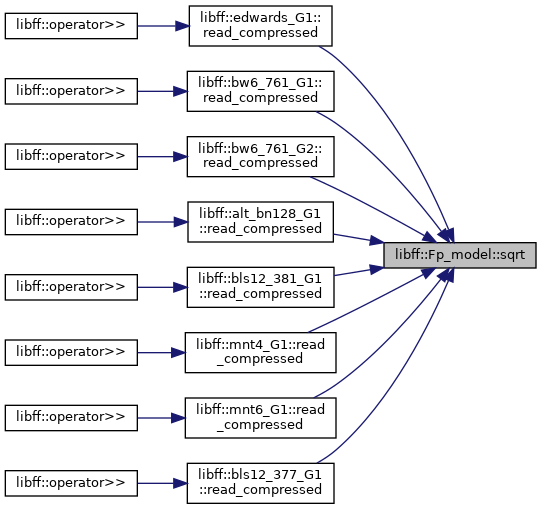 libff::operator>>
libff::edwards_G1::
read_compressed
libff::operator>>
libff::bw6_761_G1::
read_compressed
libff::operator>>
libff::bw6_761_G2::
read_compressed
libff::operator>>
libff::alt_bn128_G1
::read_compressed
libff::Fp_model::sqrt
libff::operator>>
libff::bls12_381_G1
::read_compressed
libff::operator>>
libff::mnt4_G1::read
_compressed
libff::operator>>
libff::mnt6_G1::read
_compressed
libff::operator>>
libff::bls12_377_G1
::read_compressed